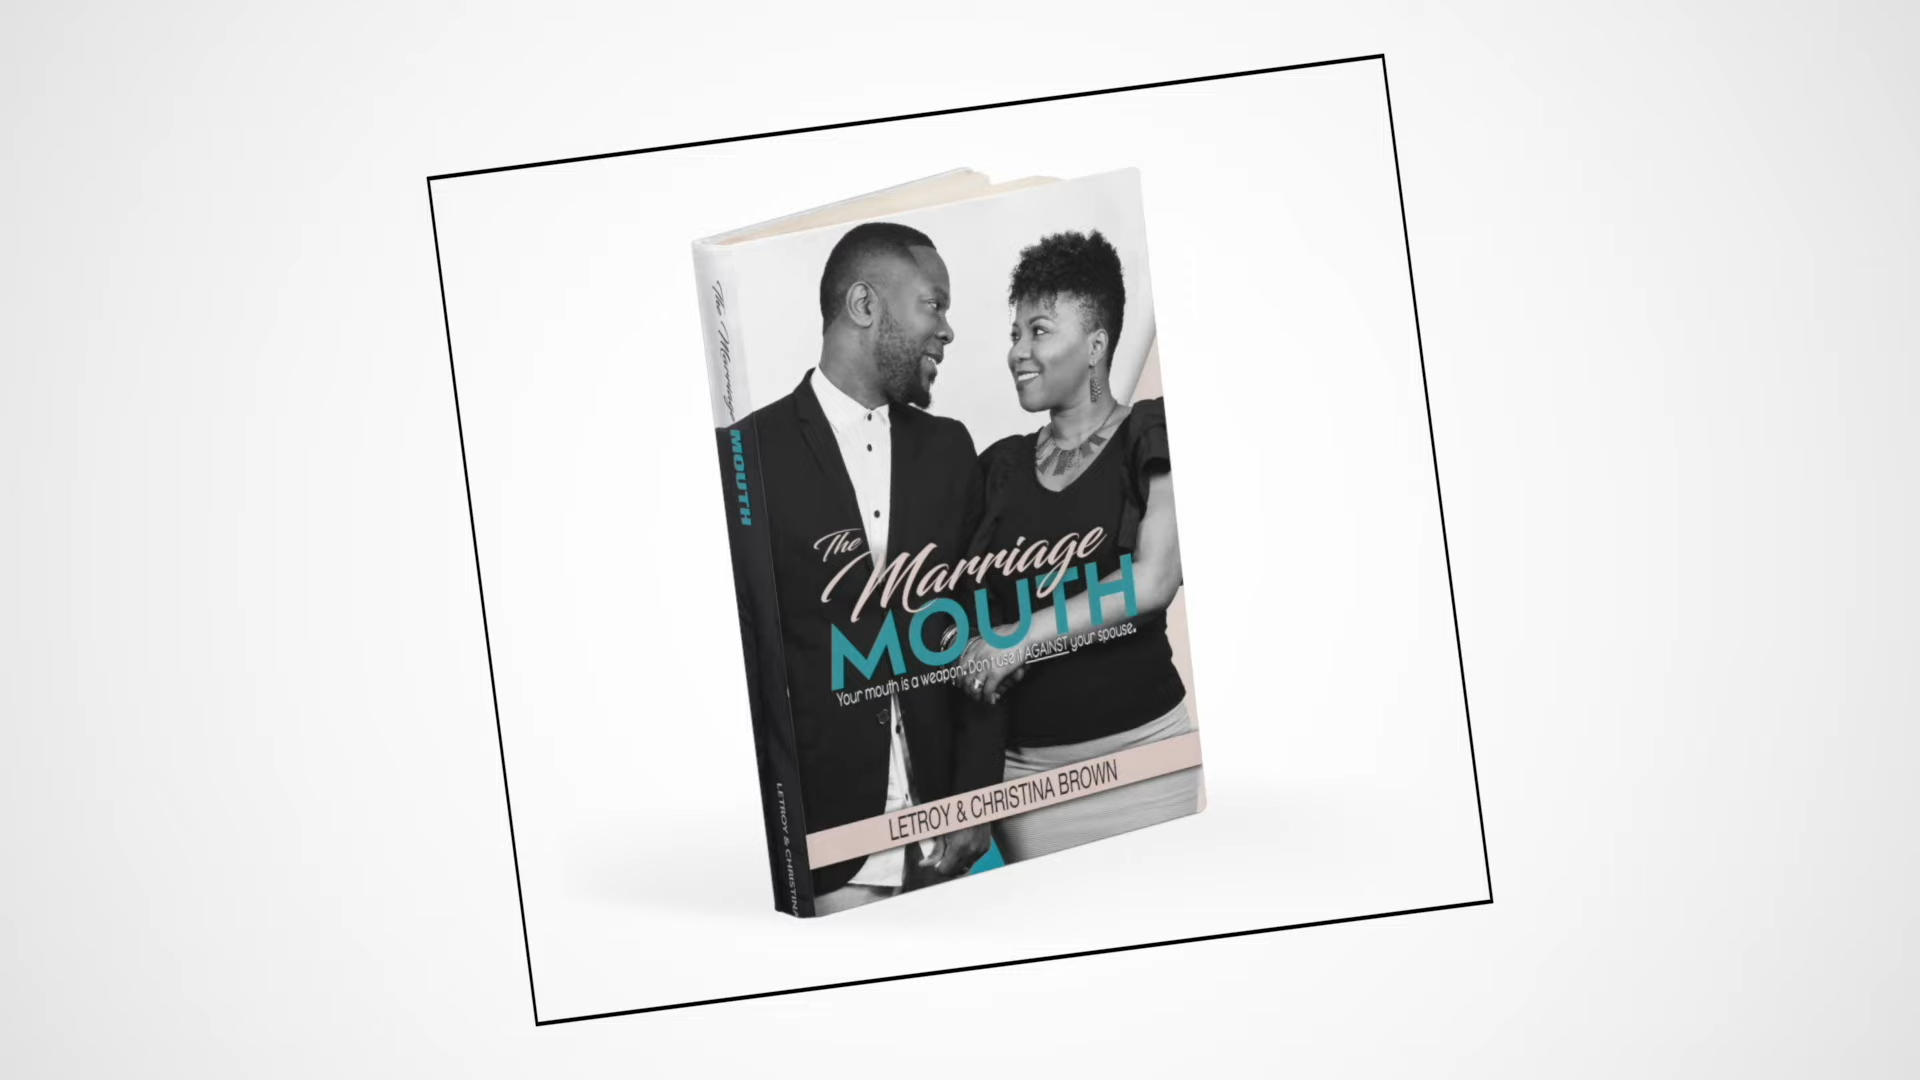 The Marriage
MOUTH
Your mouth is a weapon. Don't use it AGAINST your spouse.
LETROY & CHRISTINA BROWN
The Marriage MOUTH
LETROY & CHRISTINA